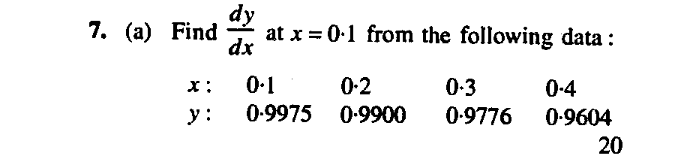 7. (a) Find dy/dx at x = 0·1 from the following data :
x : 0·1 0·2 0·3 0·4
y : 0·9975 0·9900 0·9776 0·9604
20